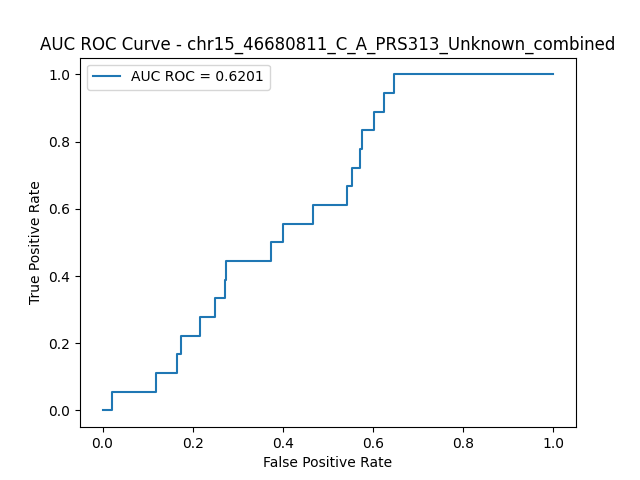 AUC ROC Curve - chr15_46680811_C_A_PRS313_Unknown_combined
AUC ROC = 0.6201
True Positive Rate
1.0
0.8
0.6
0.4
0.2
0.0
0.0 0.2 0.4 0.6 0.8 1.0
False Positive Rate